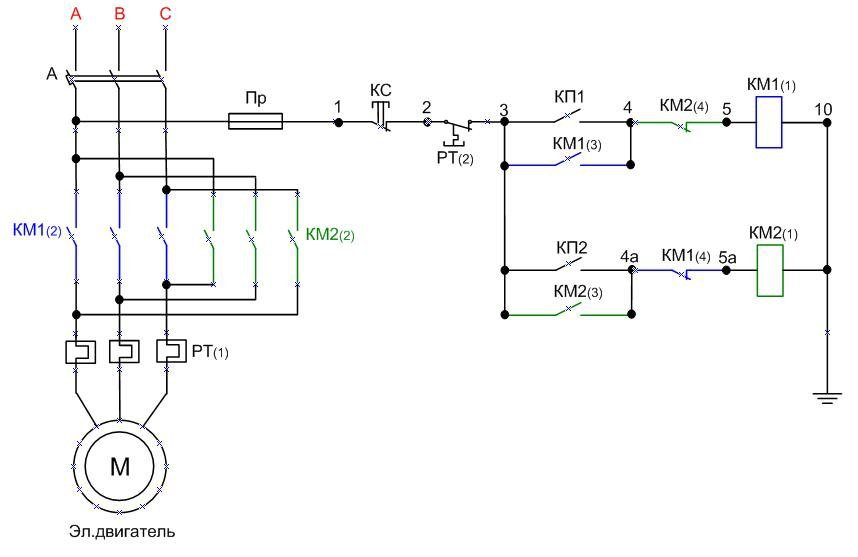 A B C
A
Пр
1
КС
2
РТ(2)
3
КП1
4
КМ2(4)
5
КМ1(1)
10
КМ1(3)
КМ1(2)
КМ2(2)
КП2
4а
КМ1(4)
5а
КМ2(1)
КМ2(3)
РТ(1)
М
Эл.двигатель